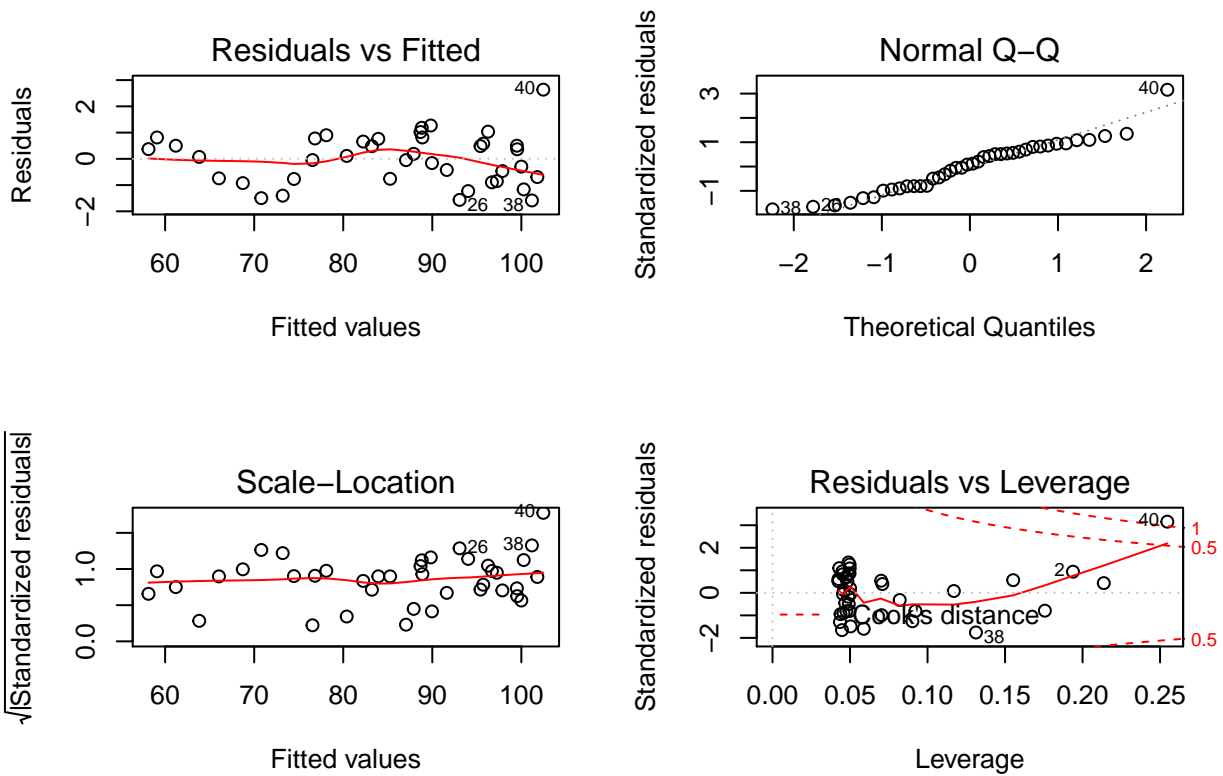 Residuals vs Fitted
Residuals
2
0
−2
40
26
38
60 70 80 90 100
Fitted values
Normal Q−Q
Standardized residuals
3
1
−1
40
38
26
−2 −1 0 1 2
Theoretical Quantiles
Scale−Location
√|Standardized residuals|
1.0
0.0
40
26
38
60 70 80 90 100
Fitted values
Residuals vs Leverage
Standardized residuals
2
0
−2
40
2
38
Cook's distance
1
0.5
0.5
0.00 0.05 0.10 0.15 0.20 0.25
Leverage